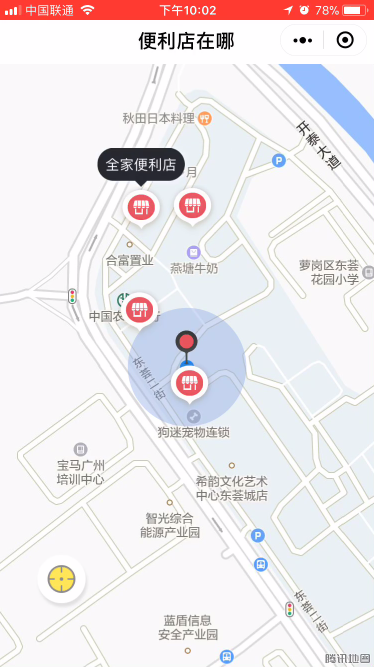 中国联通
下午10:02
78%
便利店在哪
秋田日本料理
开泰大道
P
全家便利店
月
合富置业
燕塘牛奶
萝岗区东荟
花园小学
中国农
行
东荟二街
狗迷宠物连锁
宝马广州
培训中心
希韵文化艺术
中心东荟城店
智光综合
能源产业园
P
东荟二街
蓝盾信息
安全产业园
腾讯地图